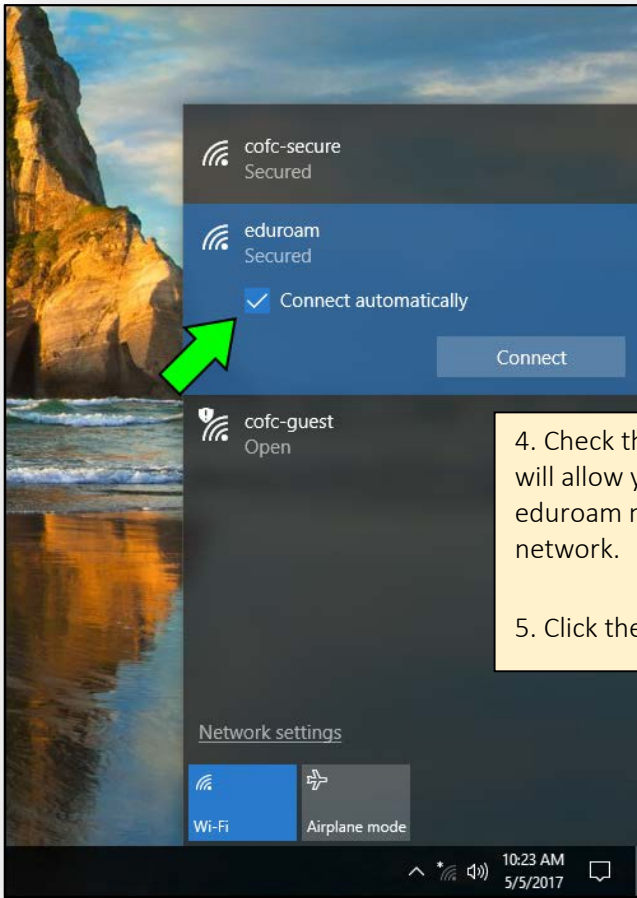 cofc-secure
Secured
eduroam
Secured
Connect automatically
Connect
cofc-guest
Open
4. Check th
will allow y
eduroam n
network.
5. Click the
Network settings
Wi-Fi
Airplane mode
10:23 AM
5/5/2017